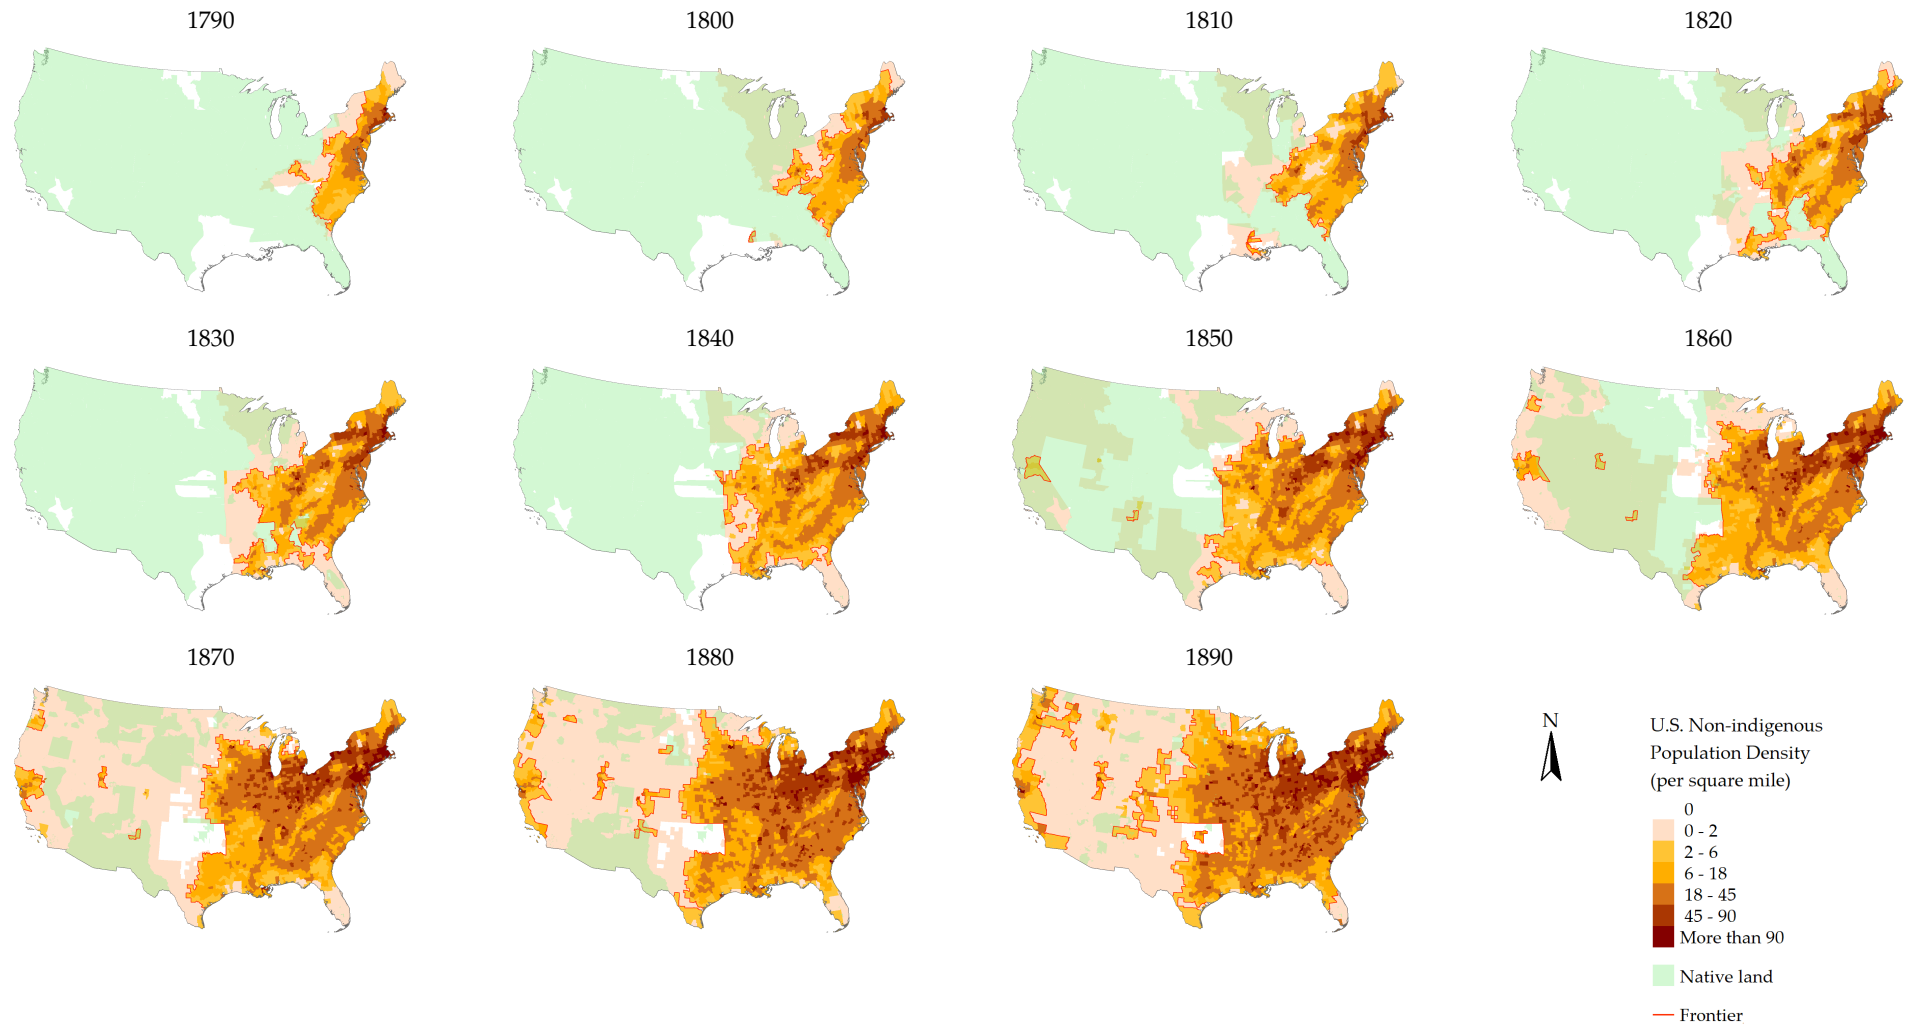 1790
1800
1810
1820
1830
1840
1850
1860
1870
1880
1890
N
U.S. Non-indigenous
Population Density
(per square mile)
0
0 - 2
2 - 6
6 - 18
18 - 45
45 - 90
More than 90
Native land
Frontier